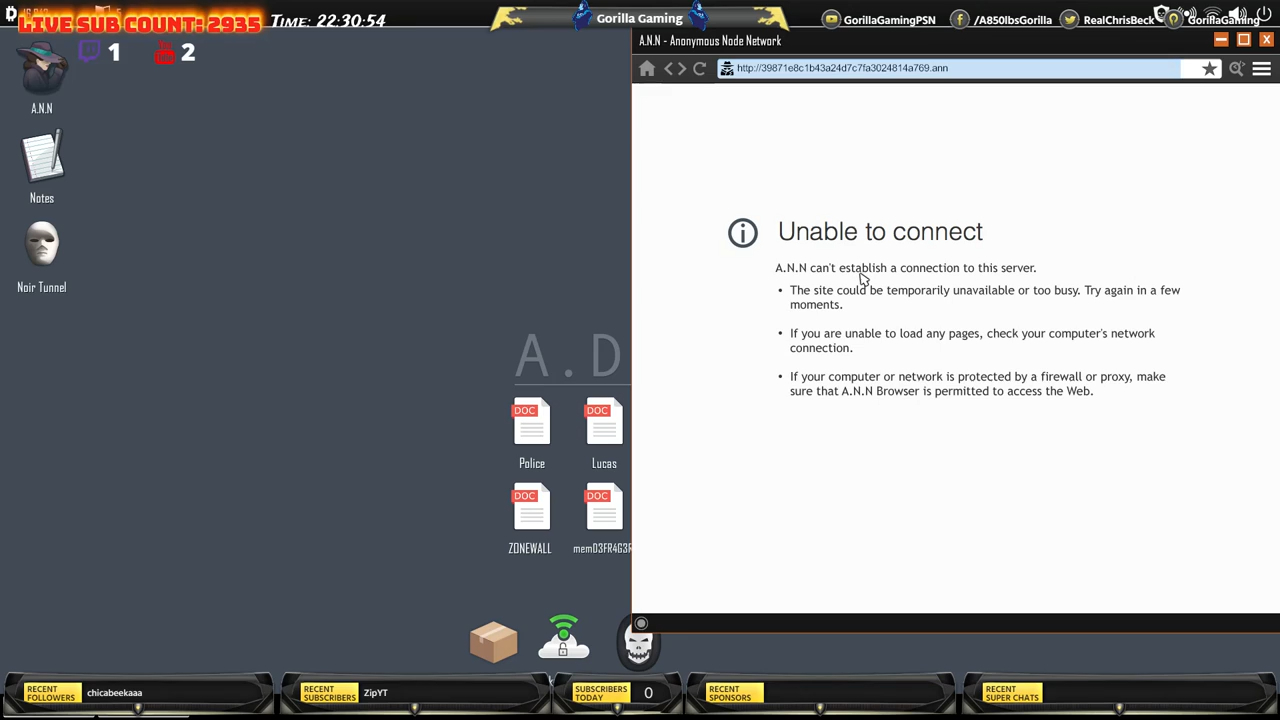 LIVE SUB COUNT: 2935
TIME: 22:30:54
Gorilla Gaming
GorillaGamingPSN
/A850lbsGorilla
RealChrisBeck
GorillaGaming
1
2
A.N.N - Anonymous Node Network
http://39871e8c1b43a24d7c7fa3024814a769.ann
A.N.N
Notes
Noir Tunnel
Unable to connect
A.N.N can't establish a connection to this server.
• The site could be temporarily unavailable or too busy. Try again in a few
moments.
• If you are unable to load any pages, check your computer's network
connection.
• If your computer or network is protected by a firewall or proxy, make
sure that A.N.N Browser is permitted to access the Web.
A.D
DOC
DOC
Police
Lucas
DOC
DOC
ZONEWALL
RECENT
FOLLOWERS
chicabeekaaa
RECENT
SUBSCRIBERS
ZipYT
SUBSCRIBERS
TODAY
0
RECENT
SPONSORS
RECENT
SUPER CHATS